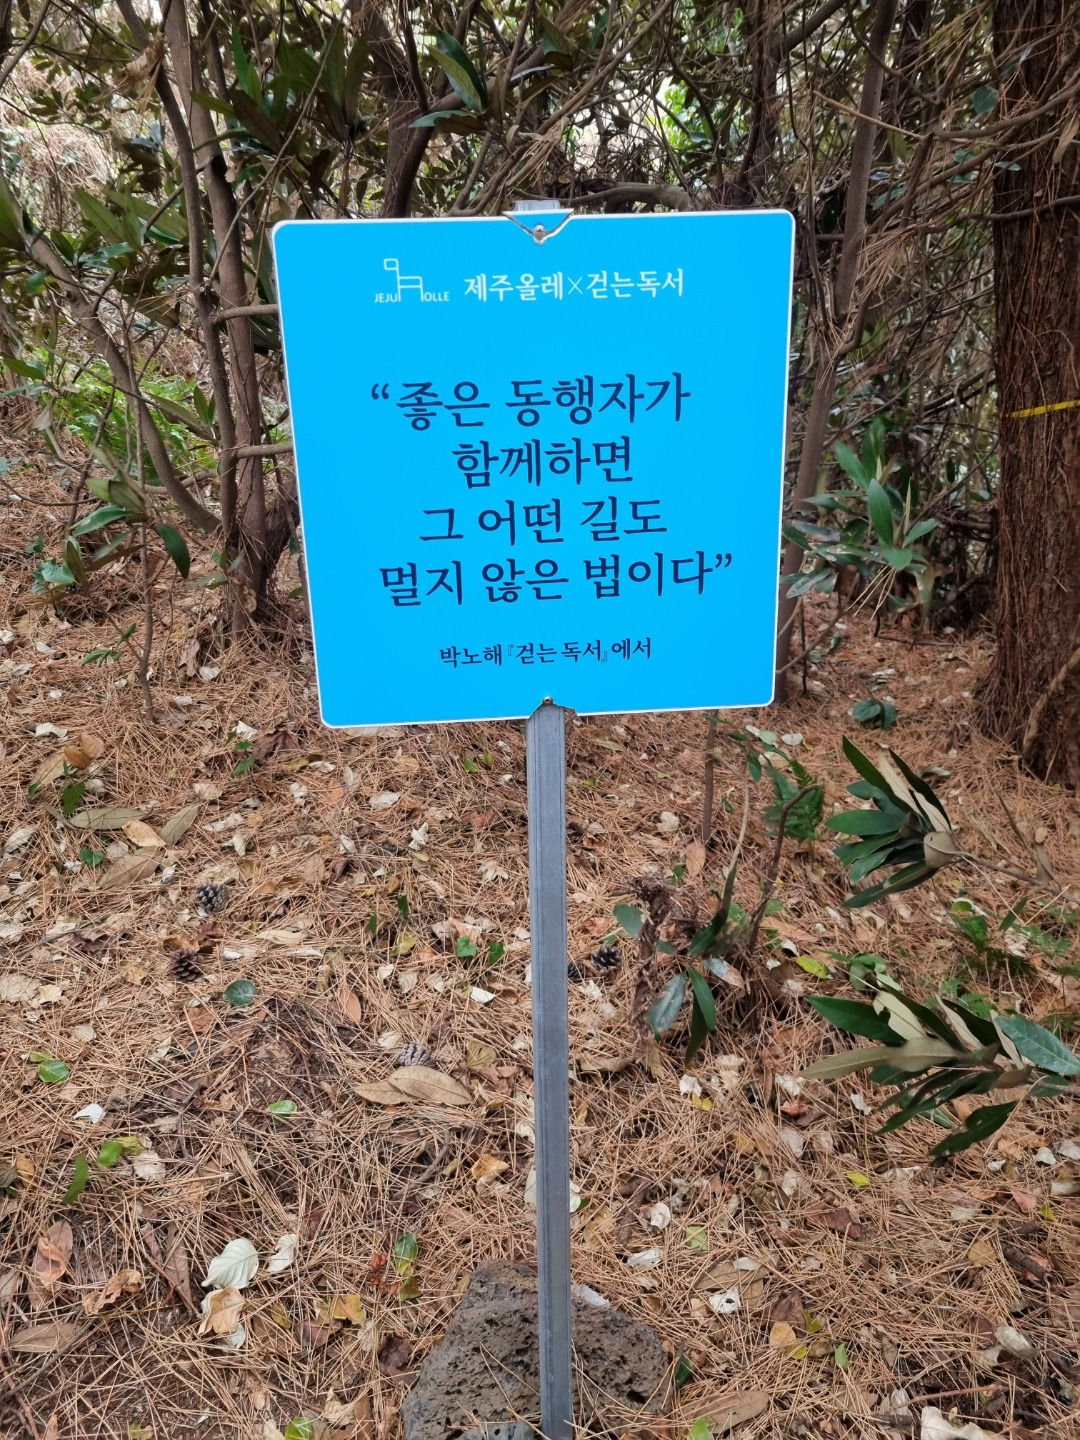 JEJU OLLE 제주올레×걷는독서
“좋은 동행자가
함께하면
그 어떤 길도
멀지 않은 법이다”
박노해『걷는 독서』에서